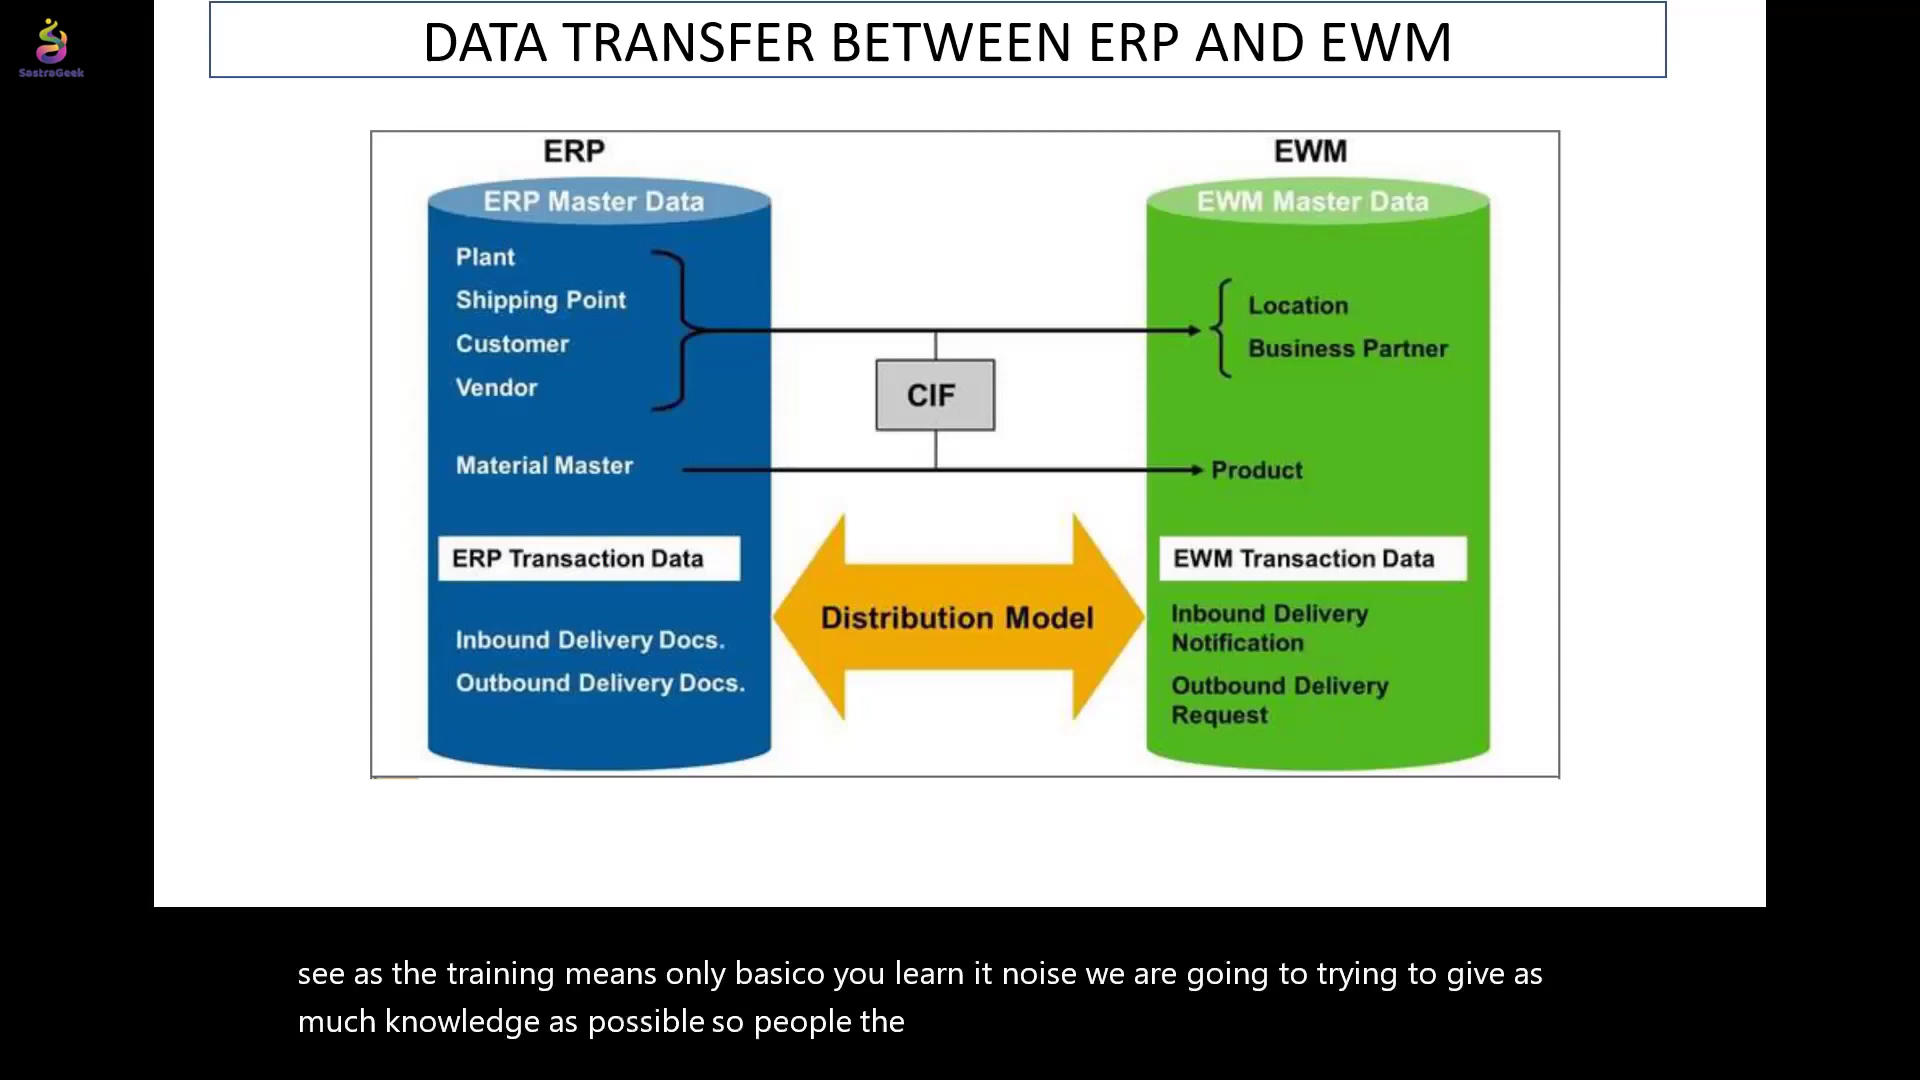 SastraGeek
DATA TRANSFER BETWEEN ERP AND EWM
ERP
EWM
ERP Master Data
EWM Master Data
Plant
Shipping Point
Customer
Vendor
Location
Business Partner
CIF
Material Master
Product
ERP Transaction Data
EWM Transaction Data
Distribution Model
Inbound Delivery Docs.
Outbound Delivery Docs.
Inbound Delivery
Notification
Outbound Delivery
Request
see as the training means only basico you learn it noise we are going to trying to give as
much knowledge as possible so people the